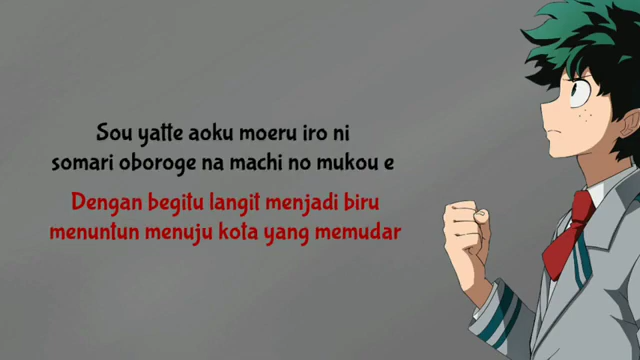 Sou yatte aoku moeru iro ni
somari oboroge na machi no mukou e
Dengan begitu langit menjadi biru
menuntun menuju kota yang memudar